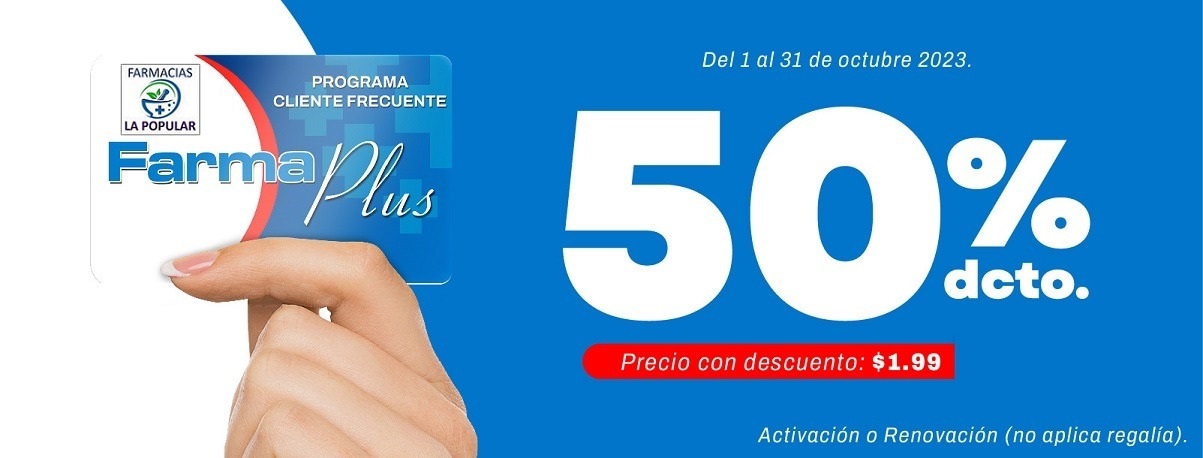 FARMACIAS
LA POPULAR
PROGRAMA
CLIENTE FRECUENTE
Farma Plus
Del 1 al 31 de octubre 2023.
50%
dcto.
Precio con descuento: $1.99
Activación o Renovación (no aplica regalía).